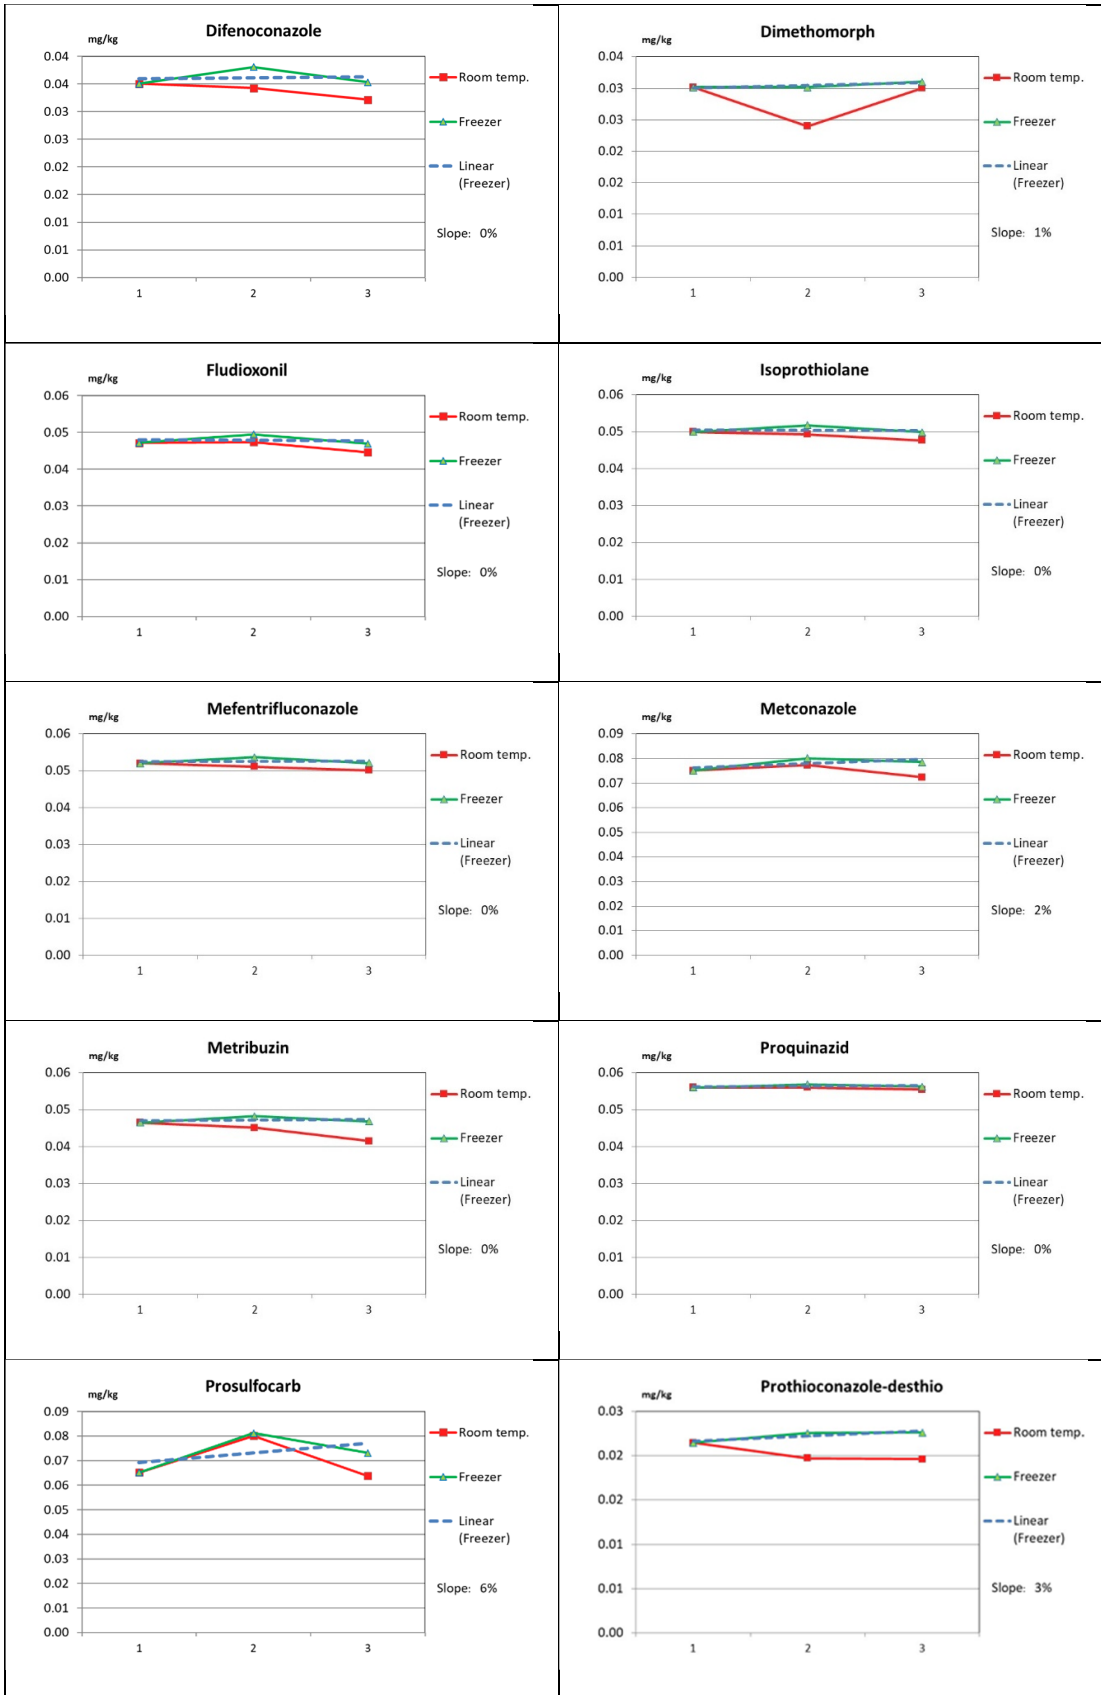 Difenoconazole
mg/kg
0.04
0.04
0.03
0.03
0.02
0.02
0.01
0.01
0.00
1 2 3
Room temp.
Freezer
Linear
(Freezer)
Slope: 0%
Dimethomorph
mg/kg
0.04
0.03
0.03
0.02
0.02
0.01
0.01
0.00
1 2 3
Room temp.
Freezer
Linear
(Freezer)
Slope: 1%
Fludioxonil
mg/kg
0.06
0.05
0.04
0.03
0.02
0.01
0.00
1 2 3
Room temp.
Freezer
Linear
(Freezer)
Slope: 0%
Isoprothiolane
mg/kg
0.06
0.05
0.04
0.03
0.02
0.01
0.00
1 2 3
Room temp.
Freezer
Linear
(Freezer)
Slope: 0%
Mefentrifluconazole
mg/kg
0.06
0.05
0.04
0.03
0.02
0.01
0.00
1 2 3
Room temp.
Freezer
Linear
(Freezer)
Slope: 0%
Metconazole
mg/kg
0.09
0.08
0.07
0.06
0.05
0.04
0.03
0.02
0.01
0.00
1 2 3
Room temp.
Freezer
Linear
(Freezer)
Slope: 2%
Metribuzin
mg/kg
0.06
0.05
0.04
0.03
0.02
0.01
0.00
1 2 3
Room temp.
Freezer
Linear
(Freezer)
Slope: 0%
Proquinazid
mg/kg
0.06
0.05
0.04
0.03
0.02
0.01
0.00
1 2 3
Room temp.
Freezer
Linear
(Freezer)
Slope: 0%
Prosulfocarb
mg/kg
0.09
0.08
0.07
0.06
0.05
0.04
0.03
0.02
0.01
0.00
1 2 3
Room temp.
Freezer
Linear
(Freezer)
Slope: 6%
Prothioconazole-desthio
mg/kg
0.03
0.02
0.02
0.01
0.01
0.00
1 2 3
Room temp.
Freezer
Linear
(Freezer)
Slope: 3%